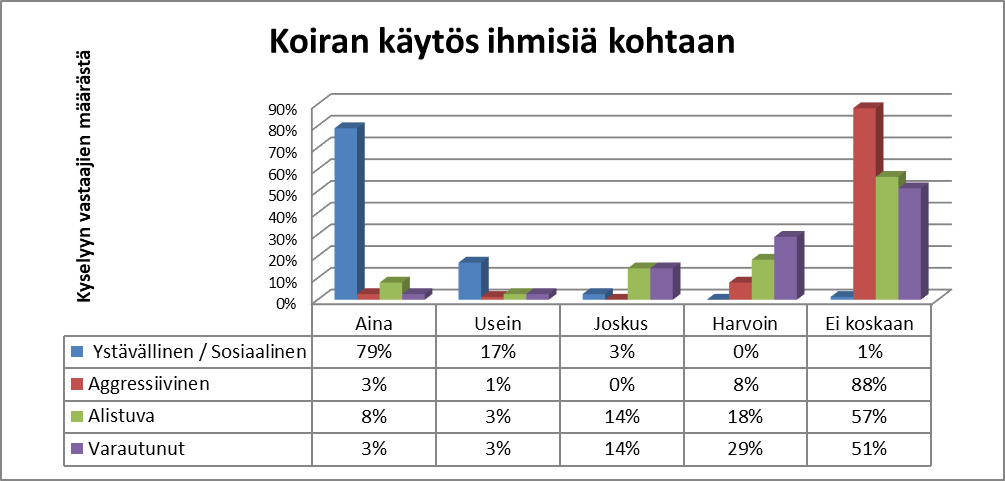 Koiran käytös ihmisiä kohtaan
Kyselyyn vastaajien määrästä
90%
80%
70%
60%
50%
40%
30%
20%
10%
0%
Aina Usein Joskus Harvoin Ei koskaan
Ystävällinen / Sosiaalinen 79% 17% 3% 0% 1%
Aggressiivinen 3% 1% 0% 8% 88%
Alistuva 8% 3% 14% 18% 57%
Varautunut 3% 3% 14% 29% 51%